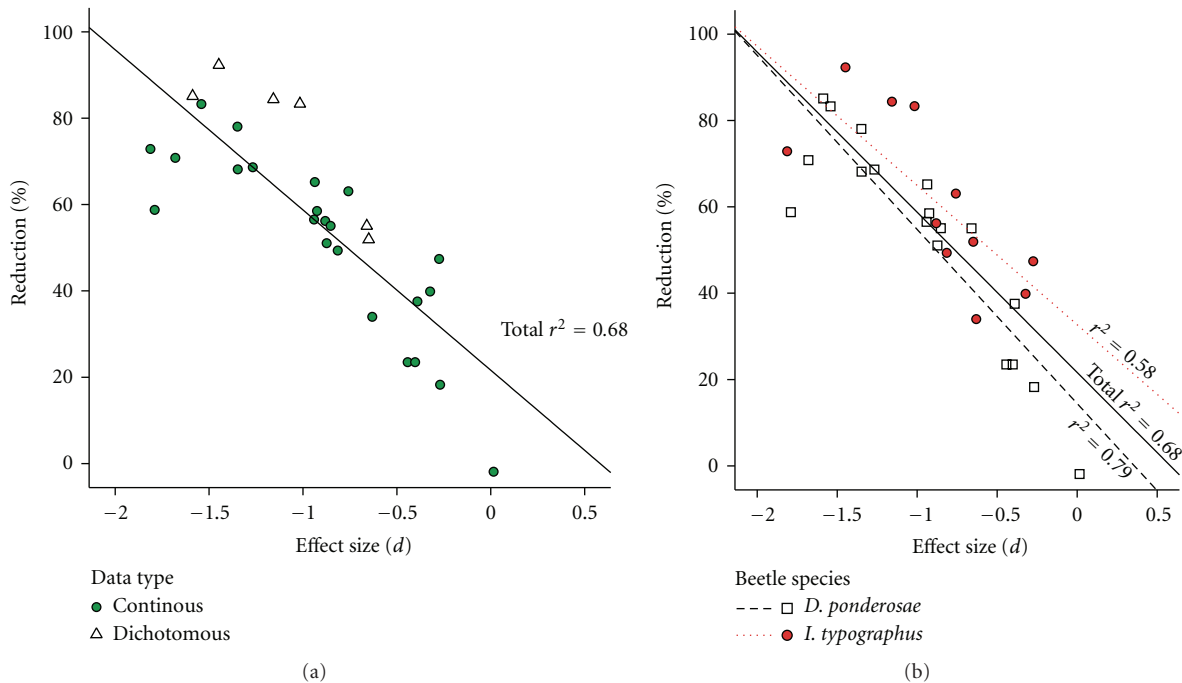 100
80
60
40
20
0
Reduction (%)
Total r² = 0.68
−2
−1.5
−1
−0.5
0
0.5
Effect size (d)
Data type
Continous
Dichotomous
(a)
100
80
60
40
20
0
Reduction (%)
r² = 0.58
Total r² = 0.68
r² = 0.79
−2
−1.5
−1
−0.5
0
0.5
Effect size (d)
Beetle species
D. ponderosae
I. typographus
(b)